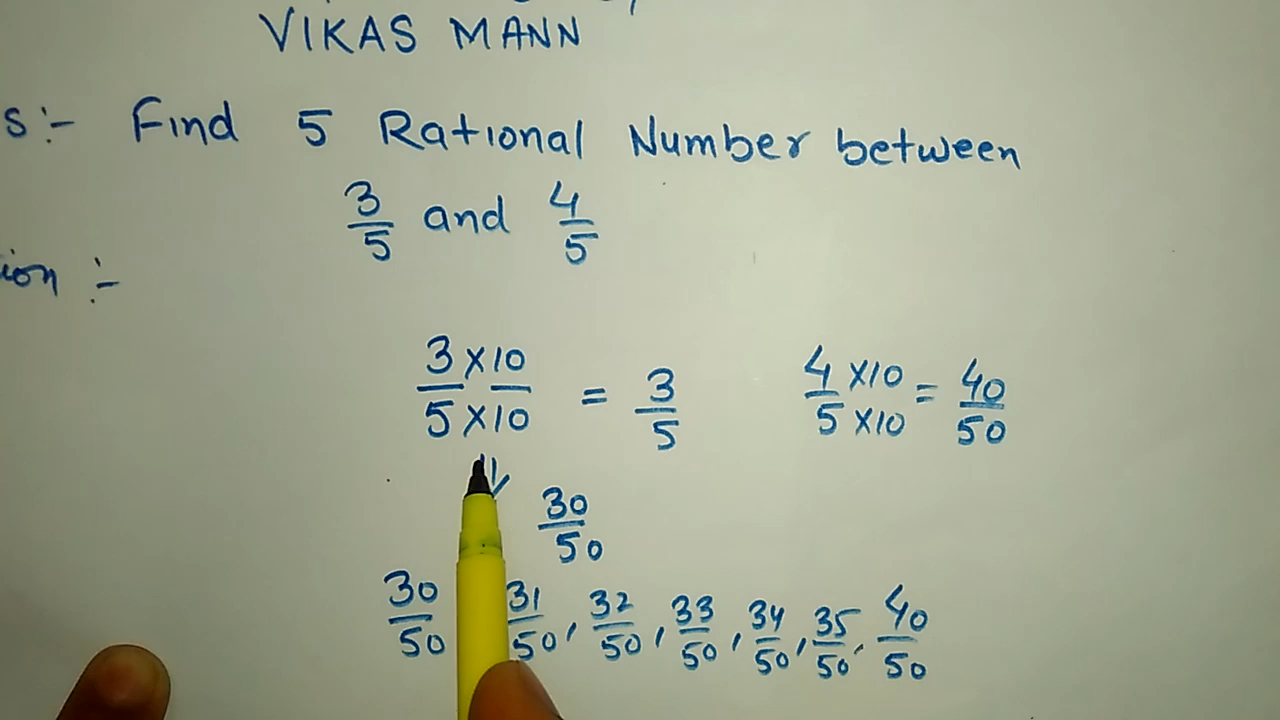 VIKAS MANN
s:- Find 5 Rational Number between
3/5 and 4/5
ion :-
3×10/5×10 = 3/5 4×10/5×10 = 40/50
⇓ 30/50
30/50 31/50, 32/50, 33/50, 34/50, 35/50, 40/50